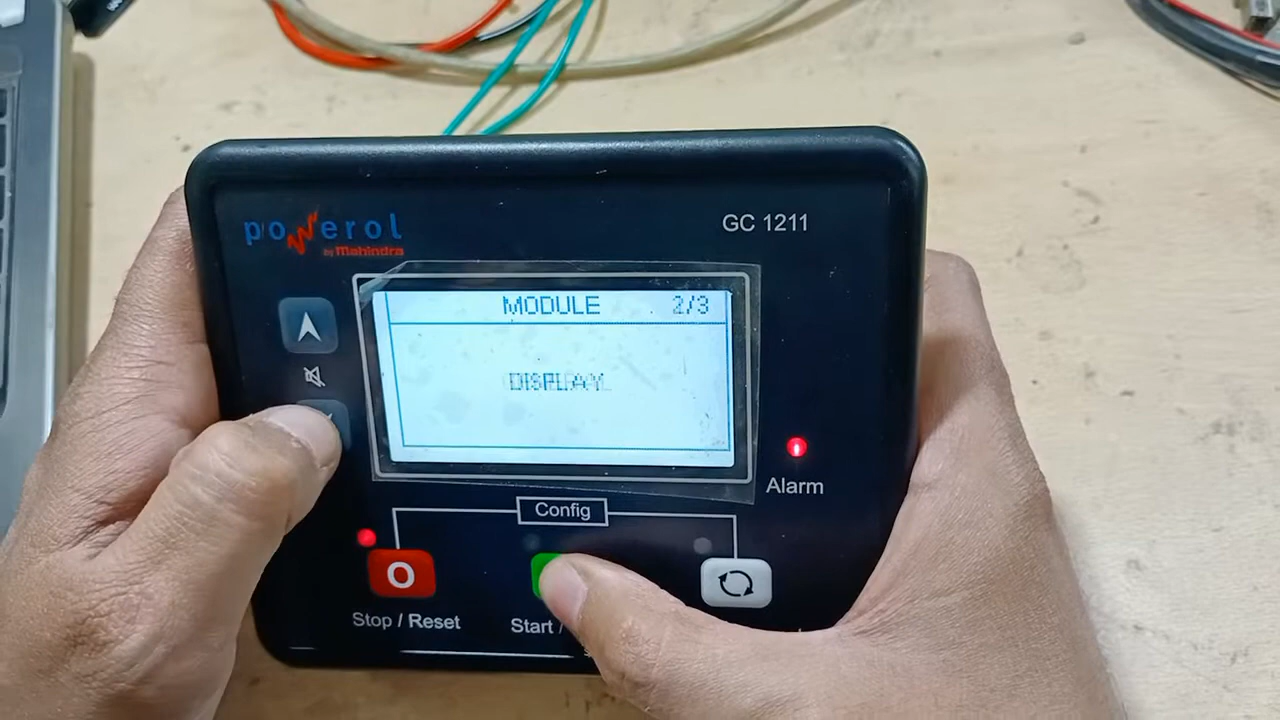 powerol
by Mahindra
GC 1211
MODULE 2/3
DISPLAY
Alarm
Config
Stop / Reset
Start /